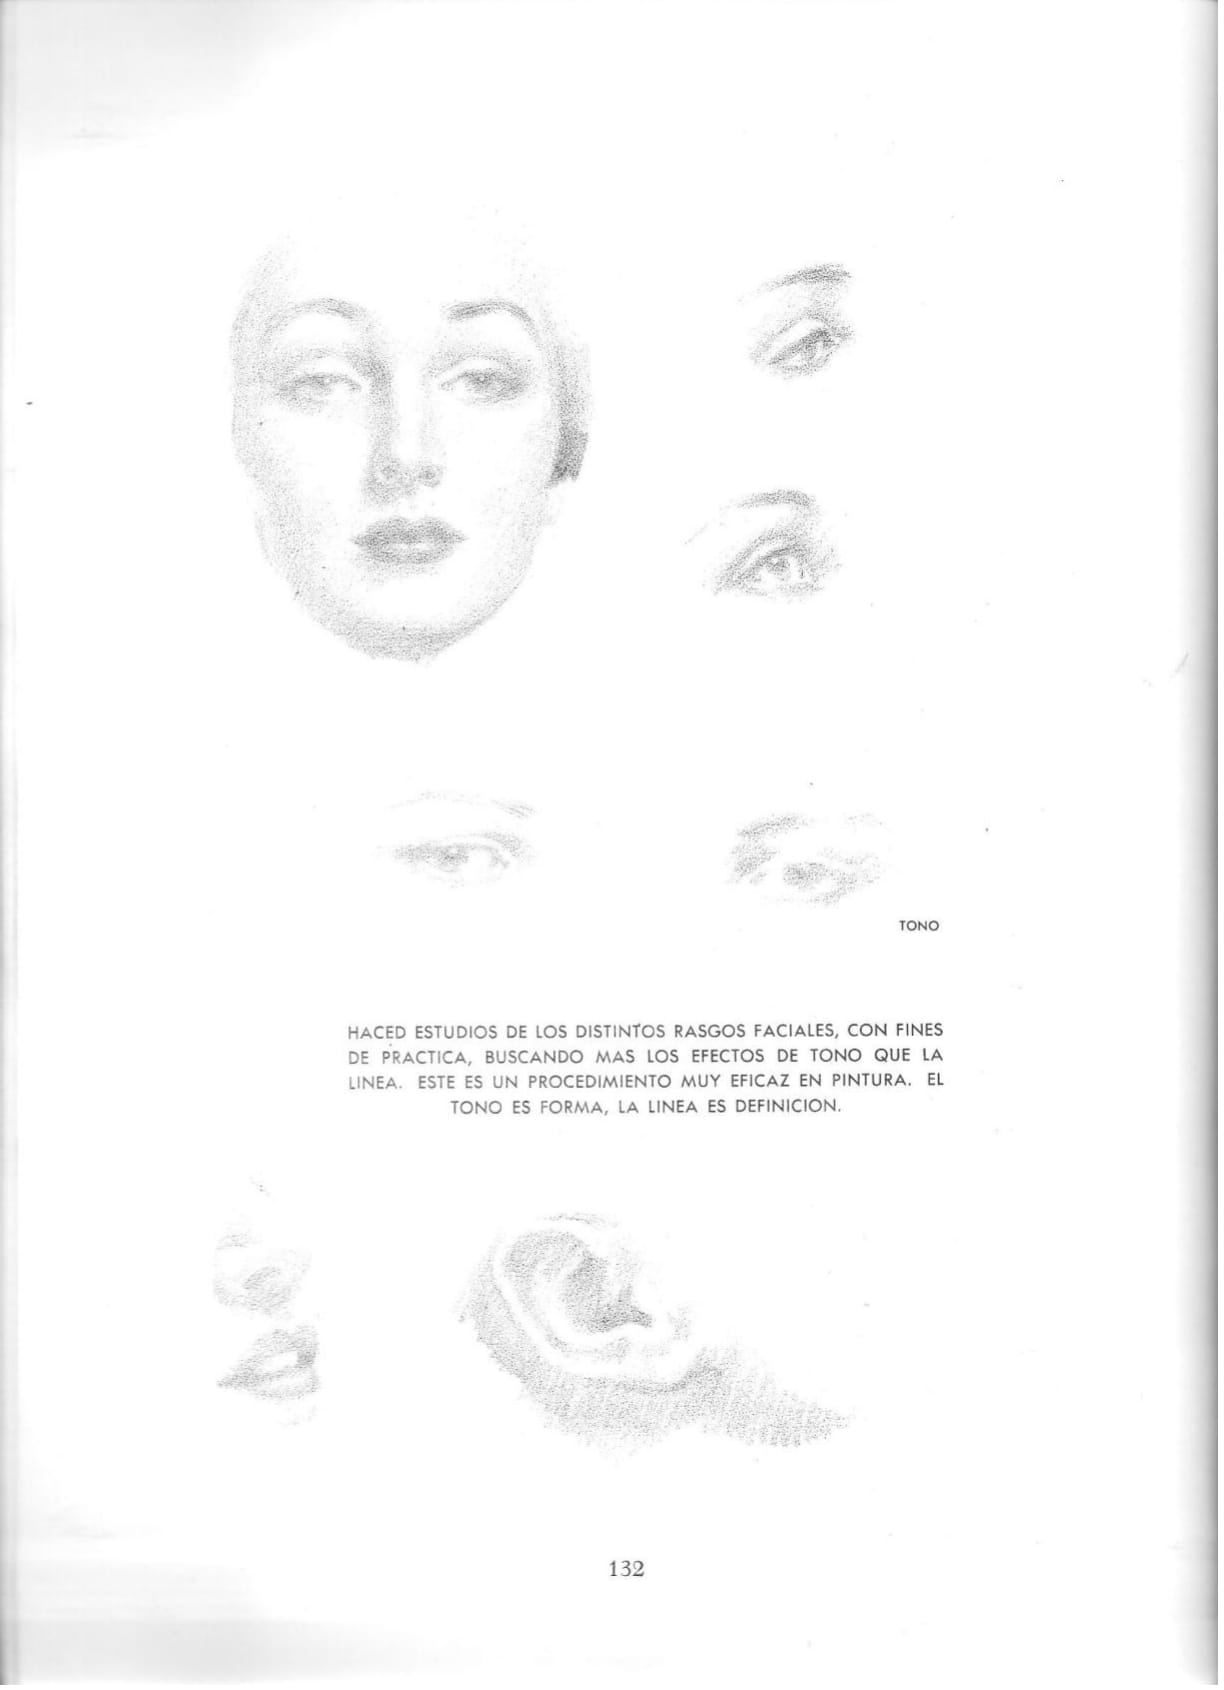 TONO
HACED ESTUDIOS DE LOS DISTINTOS RASGOS FACIALES, CON FINES
DE PRACTICA, BUSCANDO MAS LOS EFECTOS DE TONO QUE LA
LINEA. ESTE ES UN PROCEDIMIENTO MUY EFICAZ EN PINTURA. EL
TONO ES FORMA, LA LINEA ES DEFINICION.
132